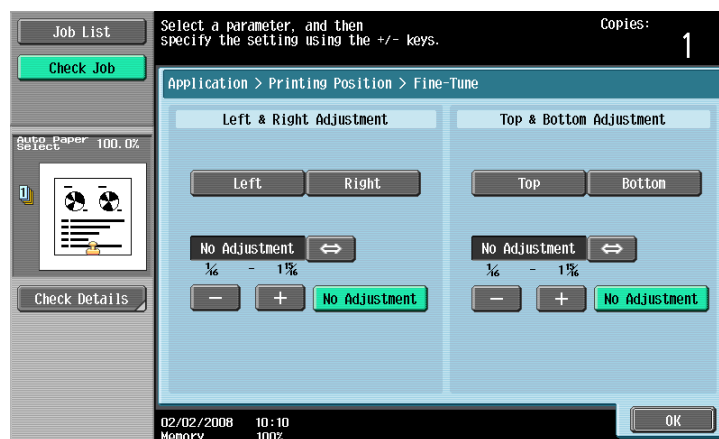 Job List
Check Job
Select a parameter, and then
specify the setting using the +/- keys.
Copies:
1
Application > Printing Position > Fine-Tune
Auto Paper
Select
100.0%
1
Check Details
Left & Right Adjustment
Left
Right
No Adjustment
⇔
1/16 - 1 15/16
−
+
No Adjustment
Top & Bottom Adjustment
Top
Bottom
No Adjustment
⇔
1/16 - 1 15/16
−
+
No Adjustment
02/02/2008 10:10
Memory 100%
OK